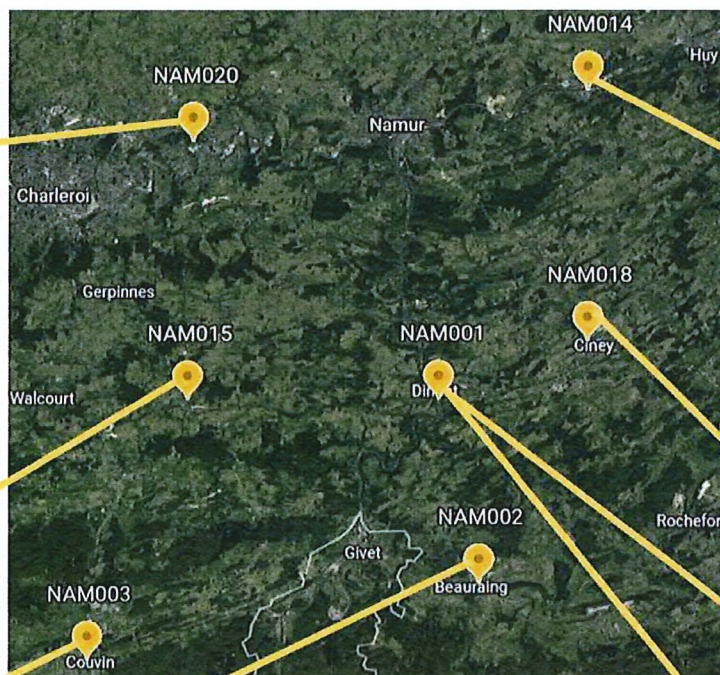 NAM014
Huy
NAM020
Namur
Charleroi
NAM018
Gerpinnes
NAM015
NAM001
Ciney
Walcourt
NAM002
Rochefor
Givet
Beauraing
NAM003
Couvin